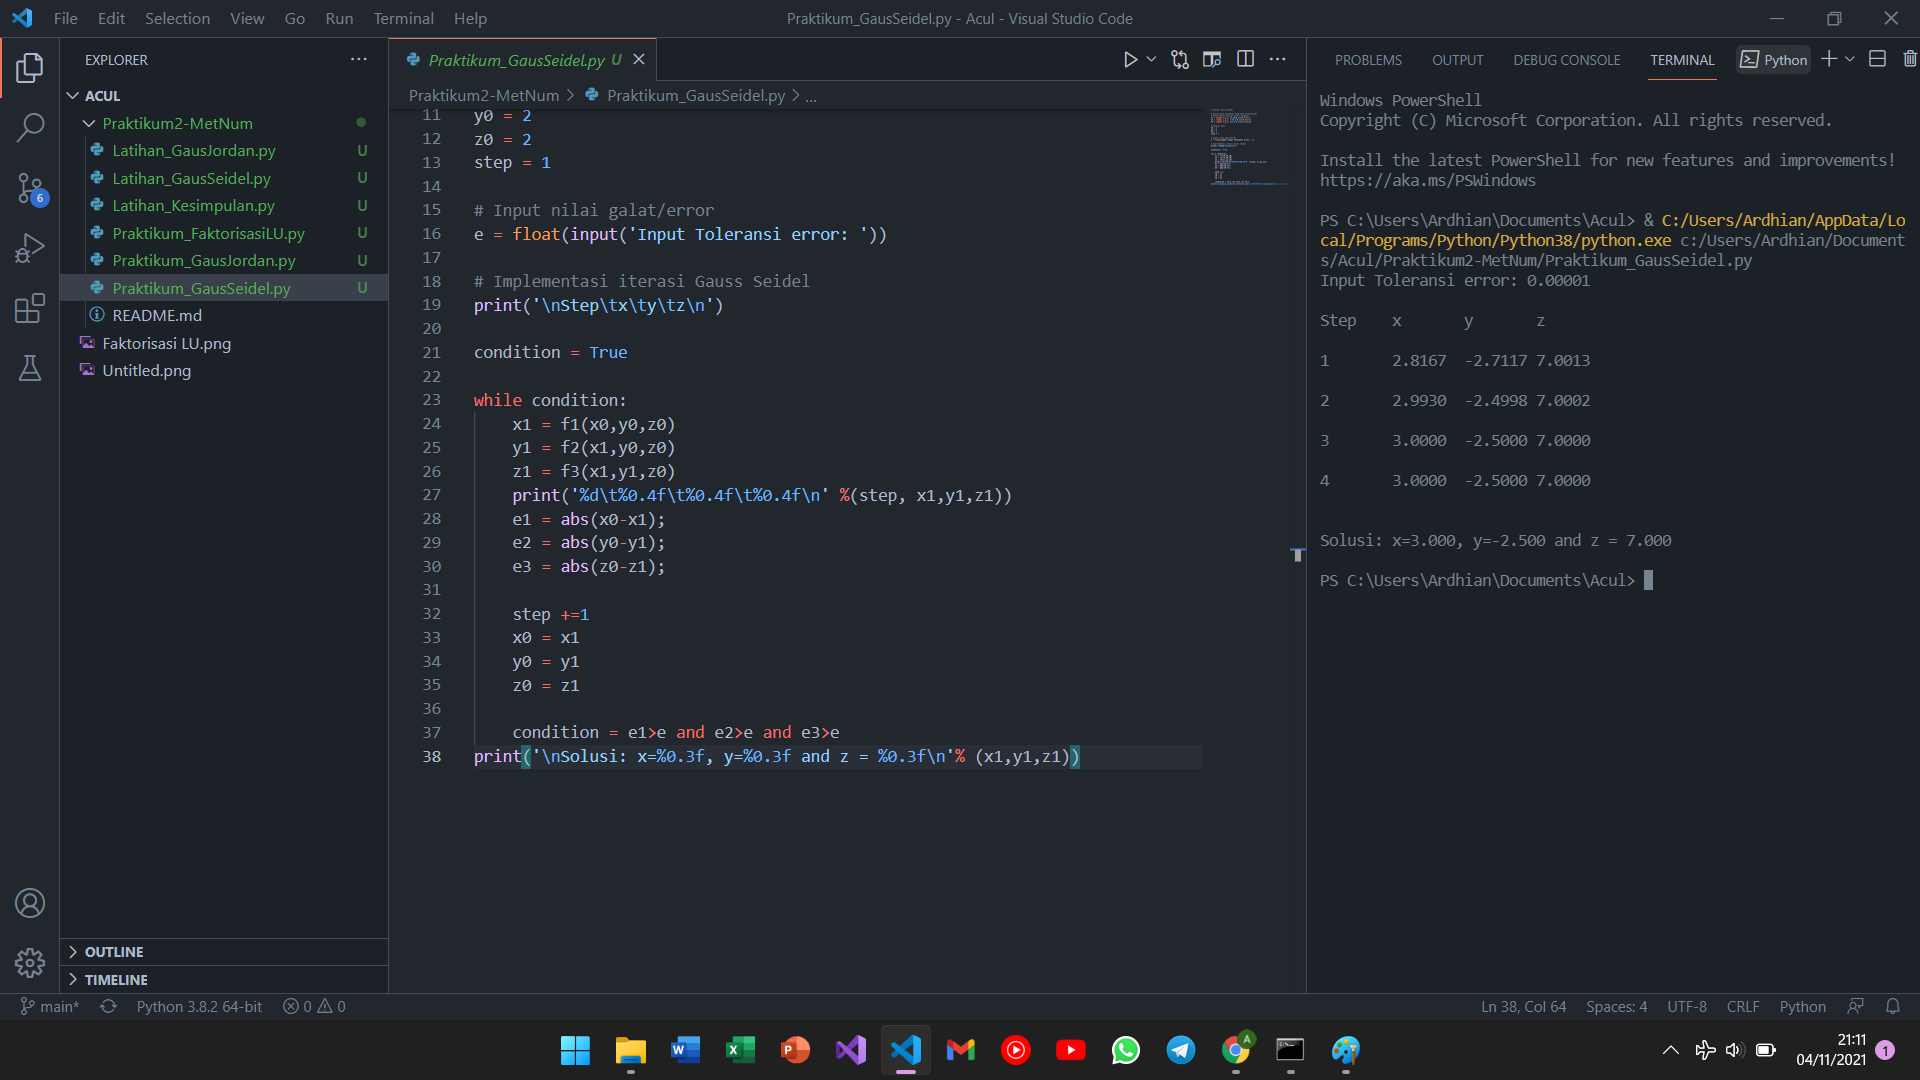 File Edit Selection View Go Run Terminal Help
Praktikum_GausSeidel.py - Acul - Visual Studio Code
EXPLORER
ACUL
Praktikum2-MetNum
Latihan_GausJordan.py U
Latihan_GausSeidel.py U
Latihan_Kesimpulan.py U
Praktikum_FaktorisasiLU.py U
Praktikum_GausJordan.py U
Praktikum_GausSeidel.py U
README.md
Faktorisasi LU.png
Untitled.png
OUTLINE
TIMELINE
6
Praktikum_GausSeidel.py U
Praktikum2-MetNum > Praktikum_GausSeidel.py > ...
11 y0 = 2
12 z0 = 2
13 step = 1
14
15 # Input nilai galat/error
16 e = float(input('Input Toleransi error: '))
17
18 # Implementasi iterasi Gauss Seidel
19 print('\nStep\tx\ty\tz\n')
20
21 condition = True
22
23 while condition:
24     x1 = f1(x0,y0,z0)
25     y1 = f2(x1,y0,z0)
26     z1 = f3(x1,y1,z0)
27     print('%d\t%0.4f\t%0.4f\t%0.4f\n' %(step, x1,y1,z1))
28     e1 = abs(x0-x1);
29     e2 = abs(y0-y1);
30     e3 = abs(z0-z1);
31
32     step +=1
33     x0 = x1
34     y0 = y1
35     z0 = z1
36
37     condition = e1>e and e2>e and e3>e
38 print('\nSolusi: x=%0.3f, y=%0.3f and z = %0.3f\n'% (x1,y1,z1))
PROBLEMS OUTPUT DEBUG CONSOLE TERMINAL Python
Windows PowerShell
Copyright (C) Microsoft Corporation. All rights reserved.
Install the latest PowerShell for new features and improvements!
https://aka.ms/PSWindows
PS C:\Users\Ardhian\Documents\Acul> & C:/Users/Ardhian/AppData/Lo
cal/Programs/Python/Python38/python.exe c:/Users/Ardhian/Document
s/Acul/Praktikum2-MetNum/Praktikum_GausSeidel.py
Input Toleransi error: 0.00001
Step x y z
1 2.8167 -2.7117 7.0013
2 2.9930 -2.4998 7.0002
3 3.0000 -2.5000 7.0000
4 3.0000 -2.5000 7.0000
Solusi: x=3.000, y=-2.500 and z = 7.000
PS C:\Users\Ardhian\Documents\Acul>
main* Python 3.8.2 64-bit 0 0
Ln 38, Col 64 Spaces: 4 UTF-8 CRLF Python
W X P A
21:11
04/11/2021
1